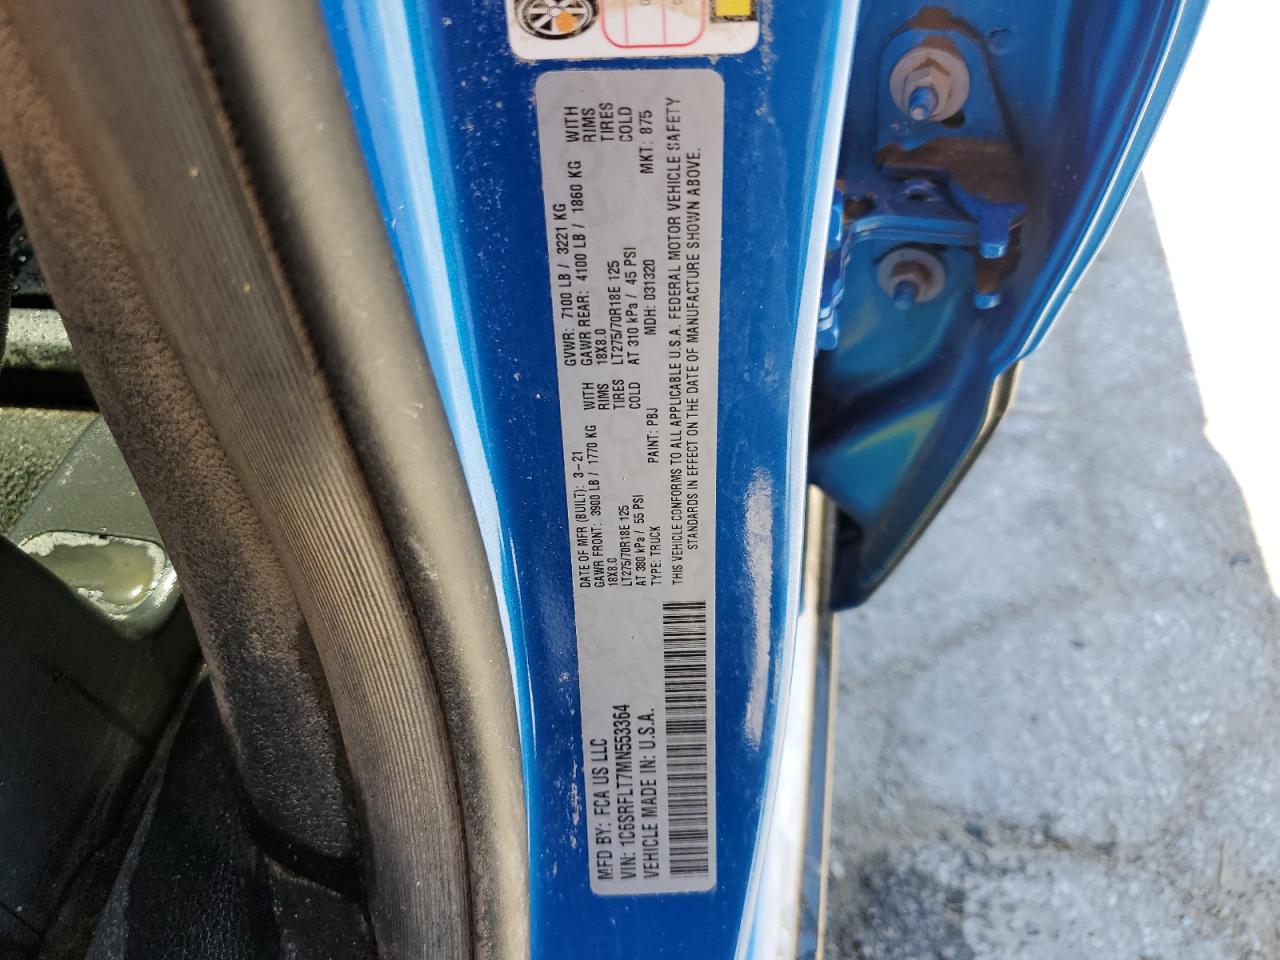 MFD BY: FCA US LLC
VIN: 1C6SRFLT7MN553364
VEHICLE MADE IN: U.S.A.
DATE OF MFR (BUILT): 3-21 GVWR: 7100 LB / 3221 KG
GAWR FRONT: 3900 LB / 1770 KG WITH GAWR REAR: 4100 LB / 1860 KG WITH
18X8.0 RIMS 18X8.0 RIMS
LT275/70R18E 125 TIRES LT275/70R18E 125 TIRES
AT 380 kPa / 55 PSI COLD AT 310 kPa / 45 PSI COLD
TYPE: TRUCK PAINT: PBJ MDH: 031320 MKT: 875
THIS VEHICLE CONFORMS TO ALL APPLICABLE U.S.A. FEDERAL MOTOR VEHICLE SAFETY
STANDARDS IN EFFECT ON THE DATE OF MANUFACTURE SHOWN ABOVE.